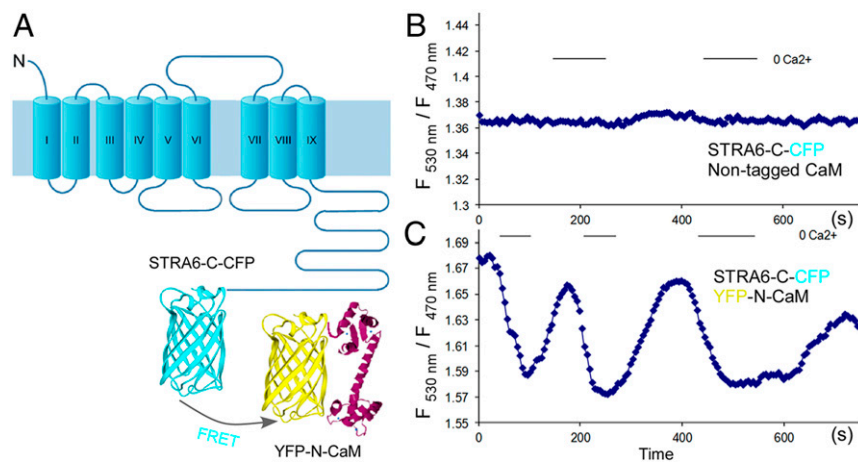 A
N
I
II
III
IV
V
VI
VII
VIII
IX
STRA6-C-CFP
FRET
YFP-N-CaM
B
F 530 nm / F 470 nm
1.48
1.44
1.42
1.4
1.38
1.36
1.34
1.32
1.3
0 Ca2+
STRA6-C-CFP
Non-tagged CaM
0
200
400
600
(s)
C
F 530 nm / F 470 nm
1.69
1.67
1.65
1.63
1.61
1.59
1.57
1.55
0 Ca2+
STRA6-C-CFP
YFP-N-CaM
0
200
400
600
(s)
Time